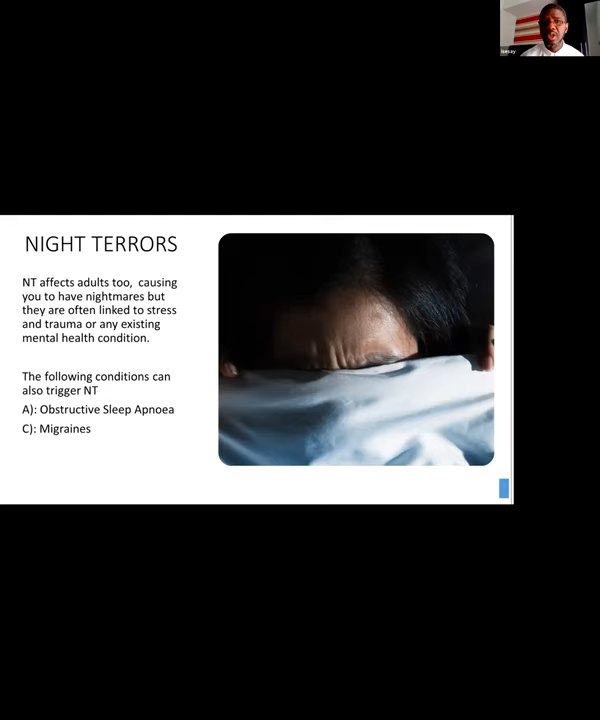 NIGHT TERRORS
NT affects adults too, causing
you to have nightmares but
they are often linked to stress
and trauma or any existing
mental health condition.
The following conditions can
also trigger NT
A): Obstructive Sleep Apnoea
C): Migraines